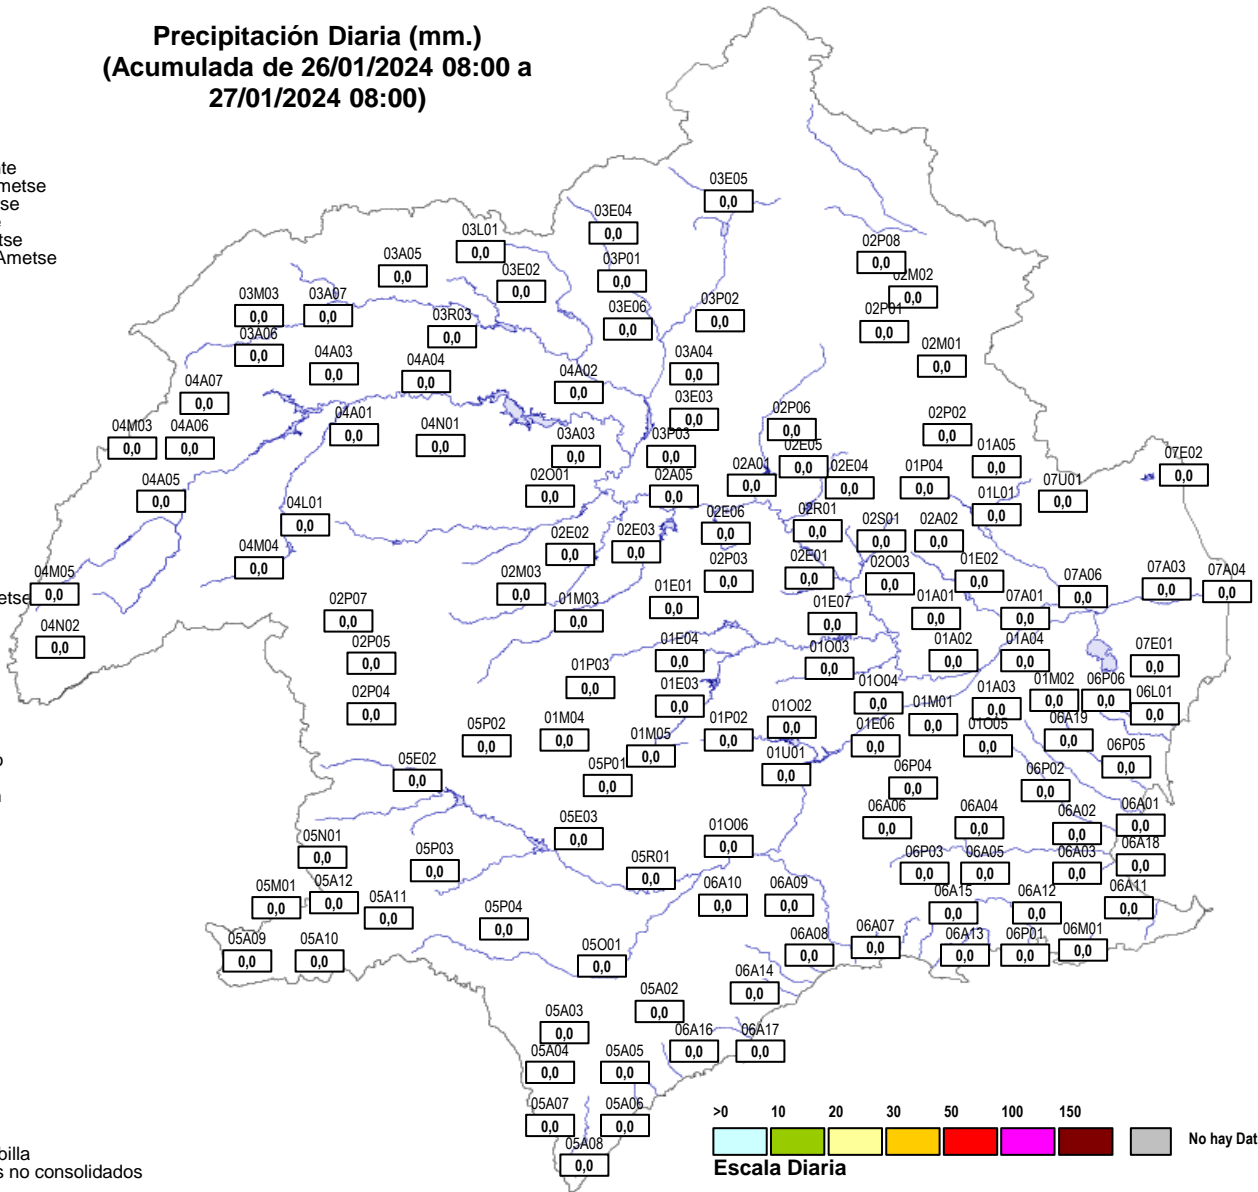 Precipitación Diaria (mm.)
(Acumulada de 26/01/2024 08:00 a
27/01/2024 08:00)
nte
metse
se
e
tse
Ametse
03E05
0,0
03E04
0,0
03L01
0,0
03A05
0,0
03P01
0,0
03E02
0,0
02P08
0,0
02M02
0,0
03M03
0,0
03A07
0,0
03R03
0,0
03E06
0,0
03P02
0,0
02P01
0,0
03A06
0,0
04A03
0,0
04A04
0,0
04A02
0,0
03A04
0,0
02M01
0,0
04A07
0,0
03E03
0,0
04M03
0,0
04A06
0,0
04A01
0,0
04N01
0,0
03A03
0,0
03P03
0,0
02P06
0,0
02P02
0,0
02E05
0,0
01A05
0,0
07E02
0,0
04A05
0,0
02O01
0,0
02A05
0,0
02A01
0,0
02E04
0,0
01P04
0,0
07U01
0,0
01L01
0,0
04L01
0,0
02E02
0,0
02E03
0,0
02E06
0,0
02R01
0,0
02S01
0,0
02A02
0,0
04M04
0,0
02P03
0,0
02E01
0,0
02O03
0,0
01E02
0,0
04M05
0,0
02M03
0,0
07A06
0,0
07A03
0,0
07A04
0,0
etse
02P07
0,0
01M03
0,0
01E01
0,0
01E07
0,0
01A01
0,0
07A01
0,0
04N02
0,0
02P05
0,0
01E04
0,0
01O03
0,0
01A02
0,0
01A04
0,0
07E01
0,0
01P03
0,0
02P04
0,0
01E03
0,0
01O04
0,0
01A03
0,0
01M02
0,0
06P06
0,0
06L01
0,0
05P02
0,0
01M04
0,0
01M05
0,0
01P02
0,0
01O02
0,0
01E06
0,0
01M01
0,0
01O05
0,0
06A19
0,0
o
05E02
0,0
05P01
0,0
01U01
0,0
06P04
0,0
06P02
0,0
06P05
0,0
05E03
0,0
01O06
0,0
06A06
0,0
06A04
0,0
06A02
0,0
06A01
0,0
05N01
0,0
05P03
0,0
05R01
0,0
06P03
0,0
06A05
0,0
06A03
0,0
06A18
0,0
05M01
0,0
05A12
0,0
05A11
0,0
06A10
0,0
06A09
0,0
06A15
0,0
06A12
0,0
06A11
0,0
05P04
0,0
05A09
0,0
05A10
0,0
05O01
0,0
06A08
0,0
06A07
0,0
06A13
0,0
06P01
0,0
06M01
0,0
06A14
0,0
05A03
0,0
05A02
0,0
06A16
0,0
06A17
0,0
05A04
0,0
05A05
0,0
05A07
0,0
05A06
0,0
05A08
0,0
>0 10 20 30 50 100 150
No hay Dat
Escala Diaria
billa
s no consolidados